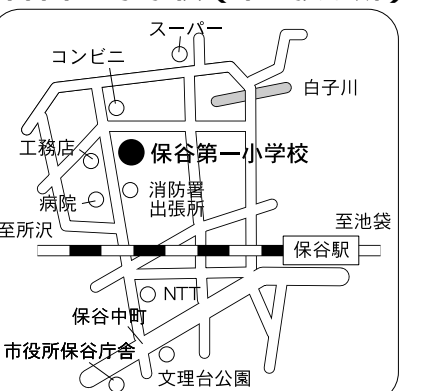 スーパー
コンビニ
白子川
工務店
保谷第一小学校
病院
消防署
出張所
至所沢
至池袋
保谷駅
NTT
保谷中町
市役所保谷庁舎
文理台公園